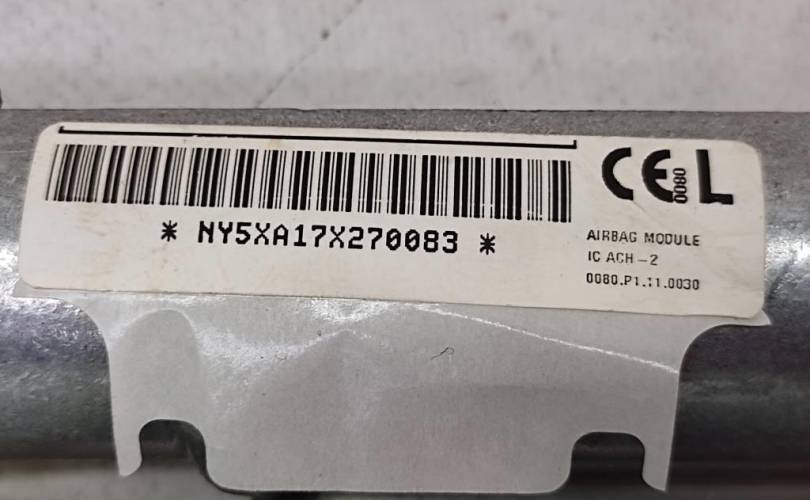 CE 0080 L
* NY5XA17X270083 *
AIRBAG MODULE
IC ACH -2
0080.P1.11.0030